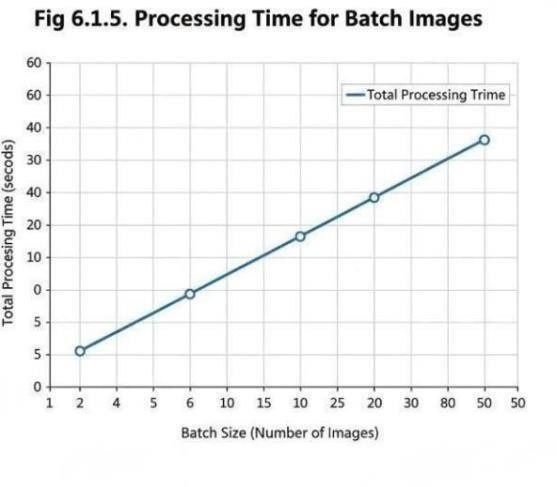 Fig 6.1.5. Processing Time for Batch Images
60
60
40
30
40
20
10
0
5
5
0
Total Procesing Time (secods)
Total Processing Trime
1 2 4 5 6 10 15 10 25 20 30 80 50 50
Batch Size (Number of Images)